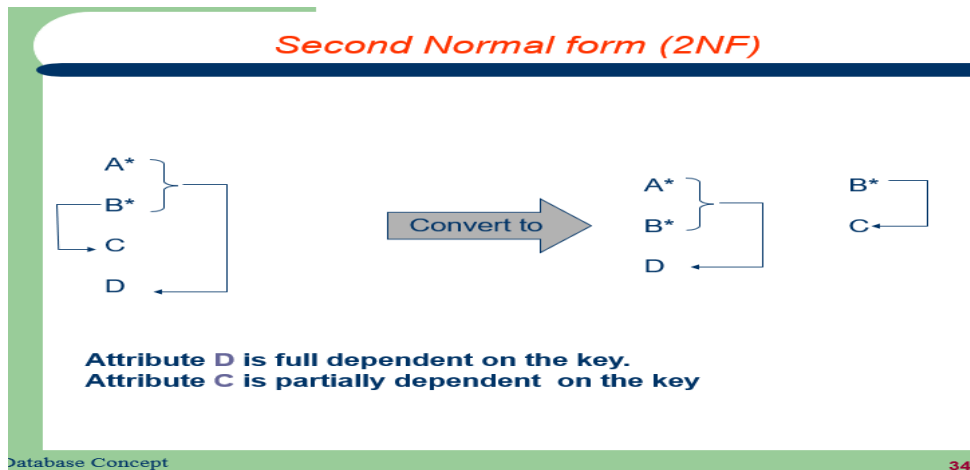 Second Normal form (2NF)
A*
B*
C
D
Convert to
A*
B*
D
B*
C
Attribute D is full dependent on the key.
Attribute C is partially dependent on the key
Database Concept
34